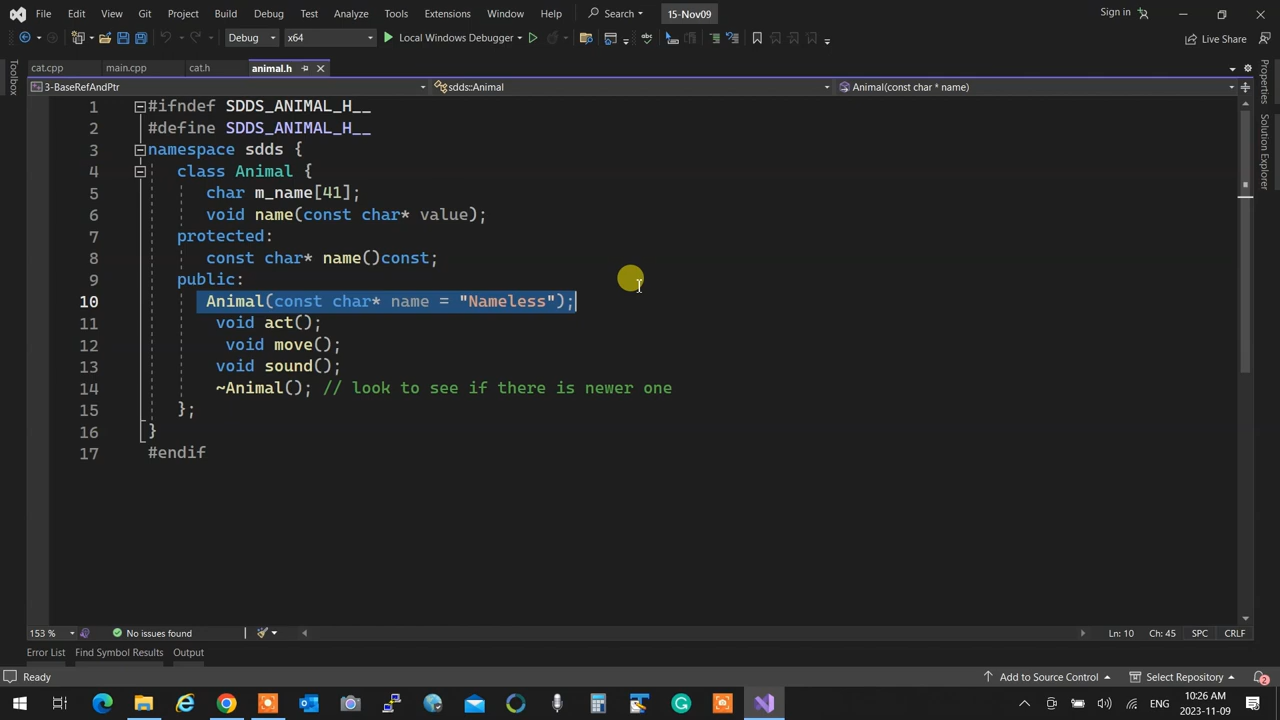 File Edit View Git Project Build Debug Test Analyze Tools Extensions Window Help Search 15-Nov09 Sign in
Debug x64 Local Windows Debugger Live Share
cat.cpp main.cpp cat.h animal.h
3-BaseRefAndPtr sdds::Animal Animal(const char * name)
Toolbox
Properties
Solution Explorer
1 #ifndef SDDS_ANIMAL_H__
2 #define SDDS_ANIMAL_H__
3 namespace sdds {
4 class Animal {
5 char m_name[41];
6 void name(const char* value);
7 protected:
8 const char* name()const;
9 public:
10 Animal(const char* name = "Nameless");
11 void act();
12 void move();
13 void sound();
14 ~Animal(); // look to see if there is newer one
15 };
16 }
17 #endif
153 % No issues found Ln: 10 Ch: 45 SPC CRLF
Error List Find Symbol Results Output
Ready Add to Source Control Select Repository 2
10:26 AM
ENG
2023-11-09